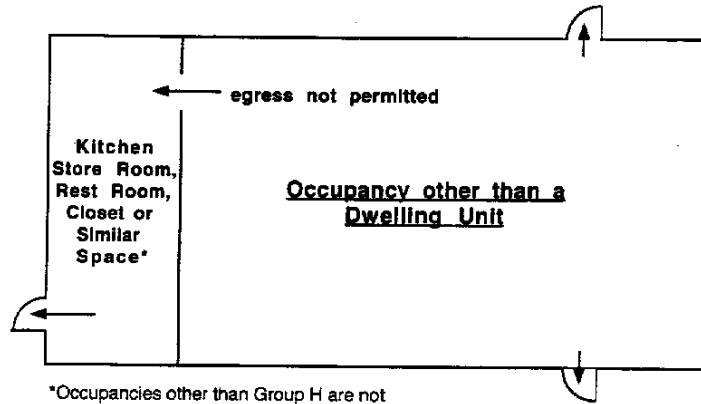 egress not permitted
Kitchen
Store Room,
Rest Room,
Closet or
Similar
Space*
Occupancy other than a
Dwelling Unit
*Occupancies other than Group H are not